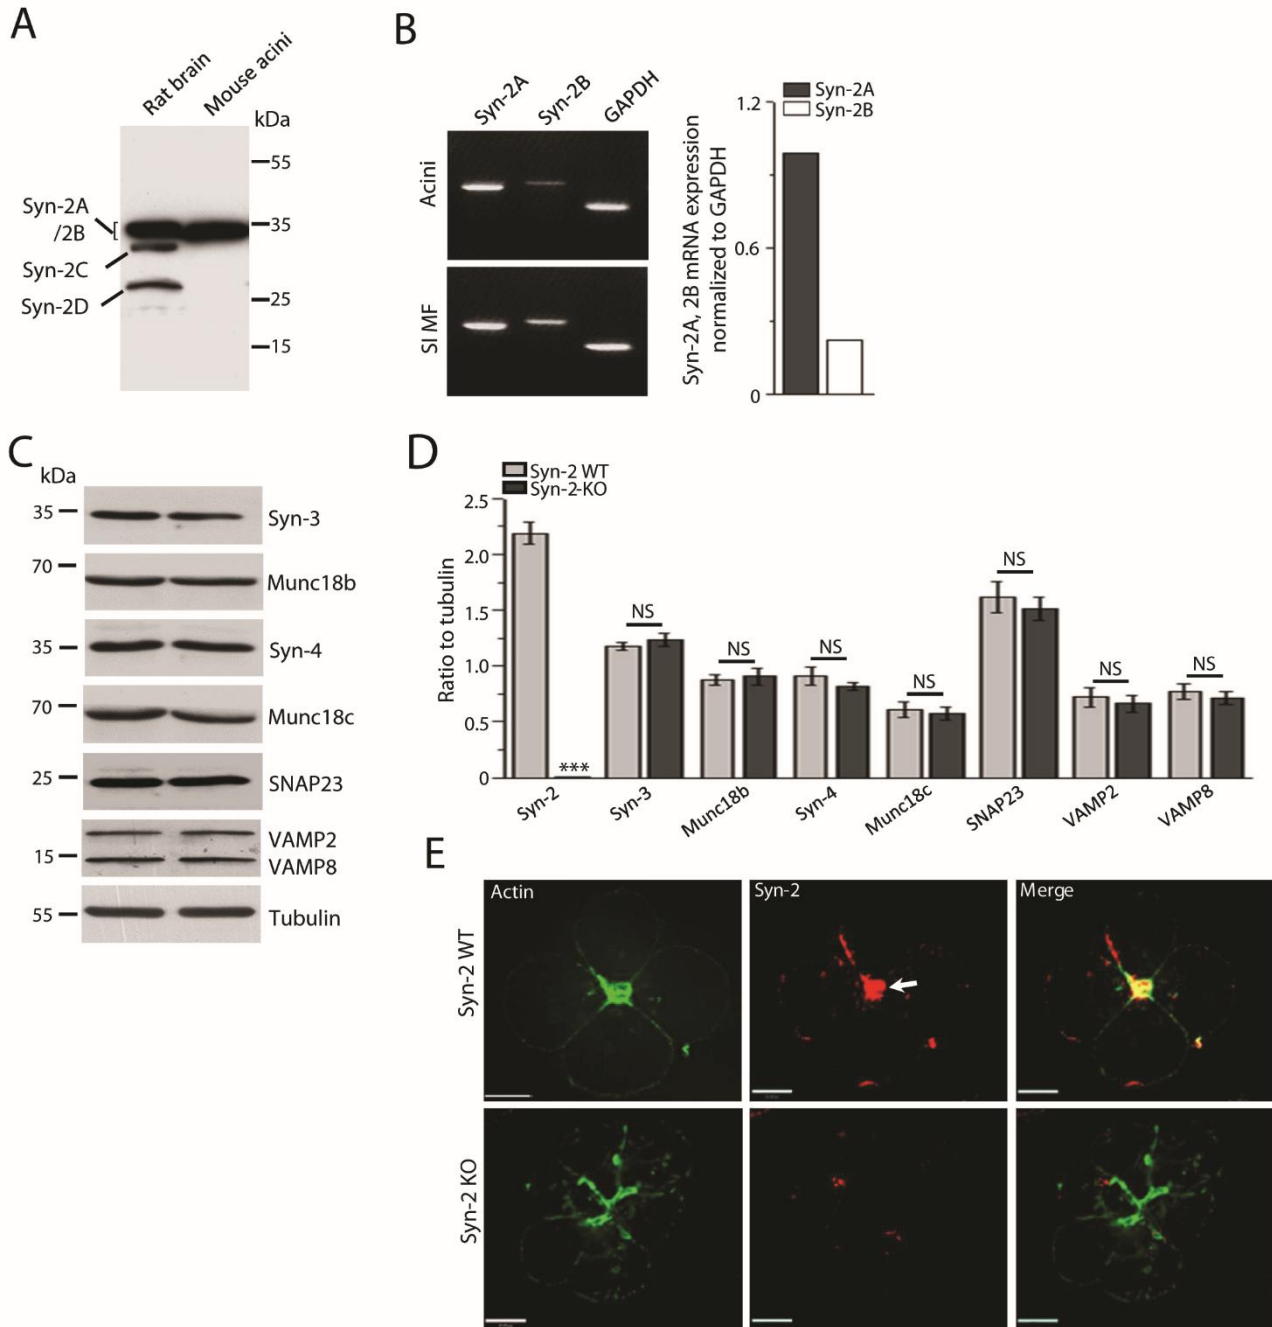 A
Rat brain
Mouse acini
kDa
55
35
25
15
Syn-2A
/2B
Syn-2C
Syn-2D
B
Syn-2A
Syn-2B
GAPDH
Acini
SI MF
Syn-2A
Syn-2B
1.2
0.6
0
Syn-2A, 2B mRNA expression
normalized to GAPDH
C
kDa
35
Syn-3
70
Munc18b
35
Syn-4
70
Munc18c
25
SNAP23
VAMP2
15
VAMP8
55
Tubulin
D
Syn-2 WT
Syn-2-KO
Ratio to tubulin
2.5
2.0
1.5
1.0
0.5
0
***
NS
NS
NS
NS
NS
NS
NS
Syn-2
Syn-3
Munc18b
Syn-4
Munc18c
SNAP23
VAMP2
VAMP8
E
Actin
Syn-2
Merge
Syn-2 WT
Syn-2 KO